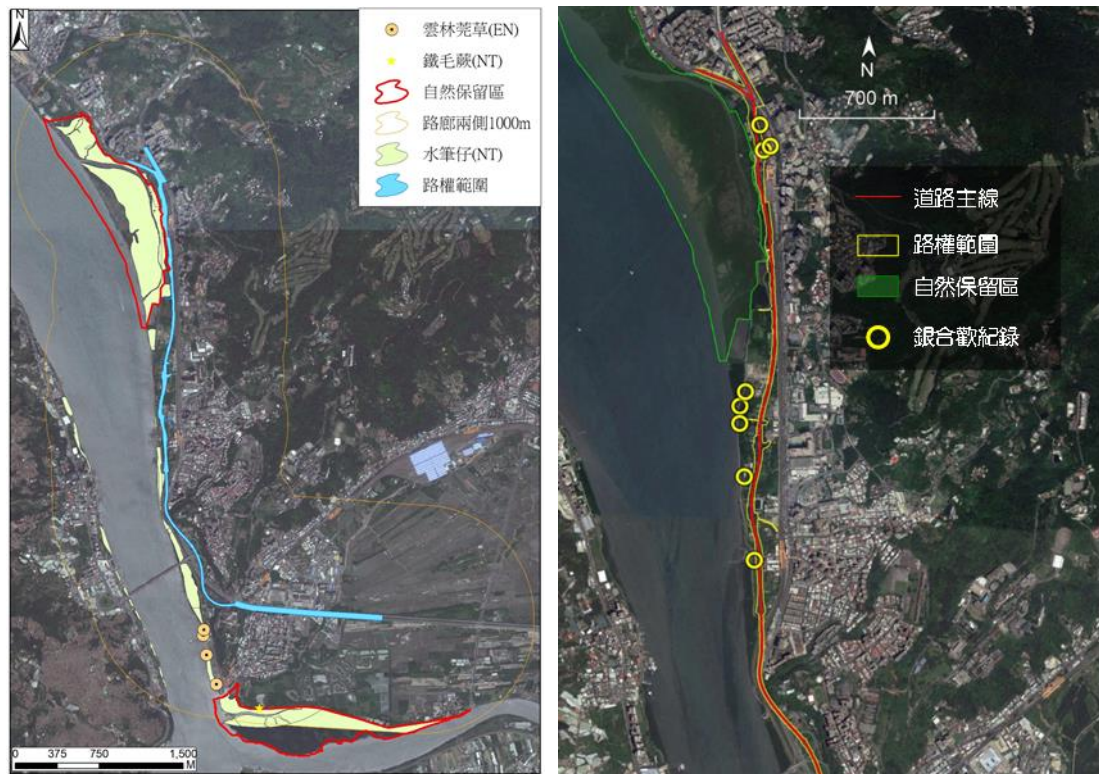 N
雲林莞草(EN)
鐵毛蕨(NT)
自然保留區
路廊兩側1000m
水筆仔(NT)
路權範圍
0 375 750 1,500
M
N
700 m
道路主線
路權範圍
自然保留區
銀合歡紀錄